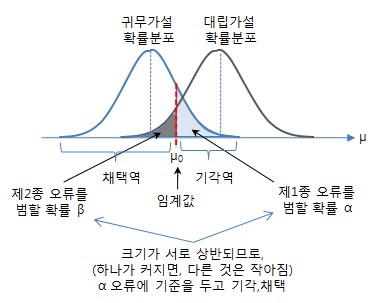 귀무가설
확률분포
대립가설
확률분포
μ
μ₀
채택역
기각역
임계값
제2종 오류를
범할 확률 β
제1종 오류를
범할 확률 α
크기가 서로 상반되므로,
(하나가 커지면, 다른 것은 작아짐)
α 오류에 기준을 두고 기각,채택